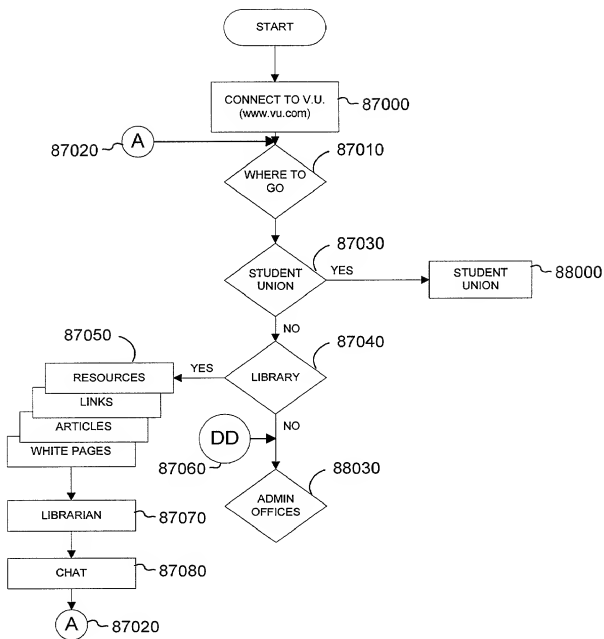 START
CONNECT TO V.U.
(www.vu.com)
87000
A
87020
87010
WHERE TO
GO
87030
STUDENT
UNION
YES
STUDENT
UNION
88000
NO
87050
87040
YES
RESOURCES
LIBRARY
LINKS
ARTICLES
WHITE PAGES
NO
DD
87060
88030
ADMIN
OFFICES
LIBRARIAN
87070
CHAT
87080
A
87020